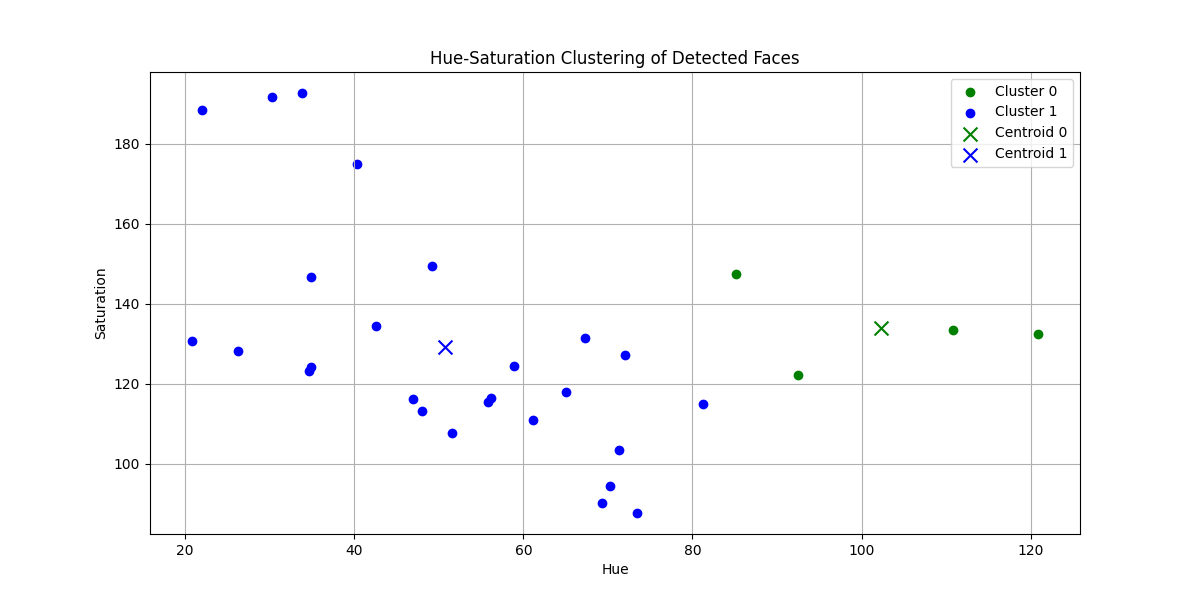 Hue-Saturation Clustering of Detected Faces
Cluster 0
Cluster 1
Centroid 0
Centroid 1
180
160
140
120
100
Saturation
20 40 60 80 100 120
Hue